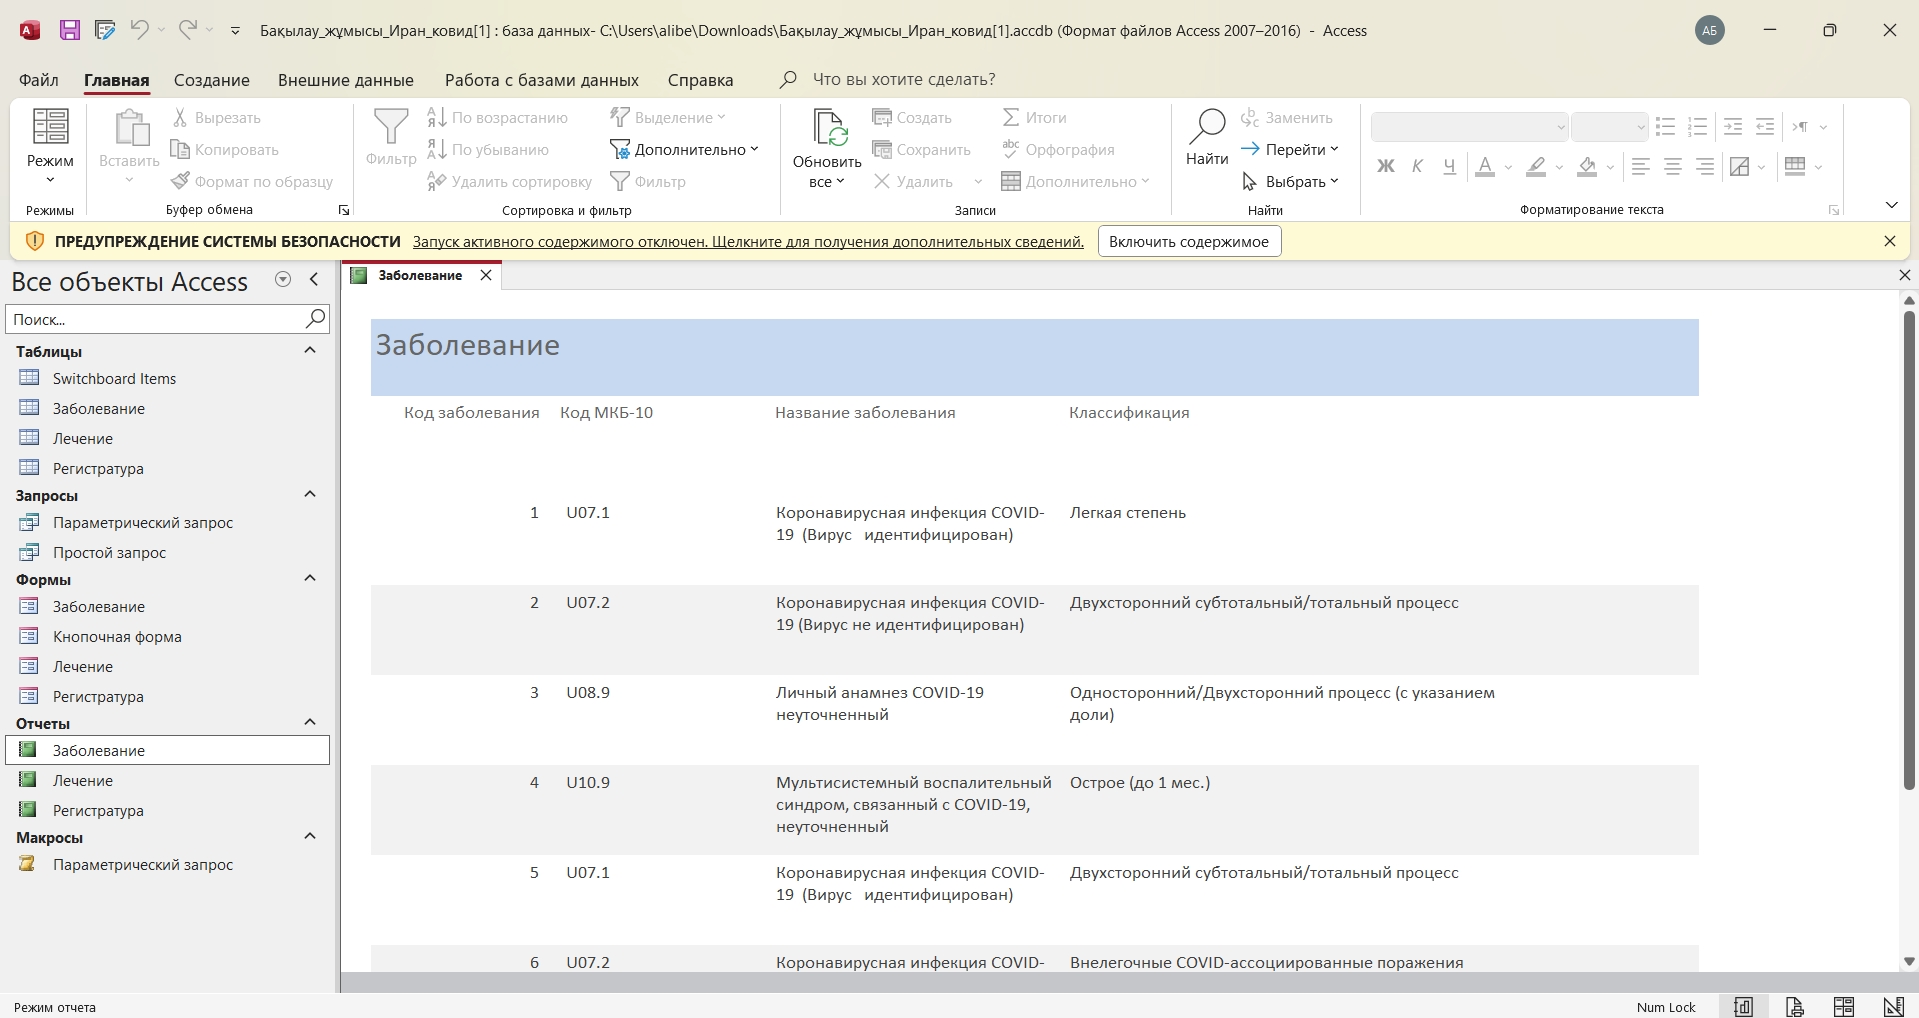 Бақылау_жұмысы_Иран_ковид[1] : база данных- C:\Users\alibe\Downloads\Бақылау_жұмысы_Иран_ковид[1].accdb (Формат файлов Access 2007–2016) - Access
АБ
Файл Главная Создание Внешние данные Работа с базами данных Справка Что вы хотите сделать?
Режим
Режимы
Вставить
Вырезать
Копировать
Формат по образцу
Буфер обмена
Фильтр
По возрастанию
По убыванию
Удалить сортировку
Выделение
Дополнительно
Фильтр
Сортировка и фильтр
Обновить
все
Создать
Сохранить
Удалить
Итоги
Орфография
Дополнительно
Записи
Найти
Заменить
Перейти
Выбрать
Найти
Ж К Ч А
Форматирование текста
ПРЕДУПРЕЖДЕНИЕ СИСТЕМЫ БЕЗОПАСНОСТИ Запуск активного содержимого отключен. Щелкните для получения дополнительных сведений. Включить содержимое
Все объекты Access
Поиск...
Таблицы
Switchboard Items
Заболевание
Лечение
Регистратура
Запросы
Параметрический запрос
Простой запрос
Формы
Заболевание
Кнопочная форма
Лечение
Регистратура
Отчеты
Заболевание
Лечение
Регистратура
Макросы
Параметрический запрос
Заболевание
Заболевание
Код заболевания Код МКБ-10 Название заболевания Классификация
1 U07.1 Коронавирусная инфекция COVID- Легкая степень
19 (Вирус идентифицирован)
2 U07.2 Коронавирусная инфекция COVID- Двухсторонний субтотальный/тотальный процесс
19 (Вирус не идентифицирован)
3 U08.9 Личный анамнез COVID-19 Односторонний/Двухсторонний процесс (с указанием
неуточненный доли)
4 U10.9 Мультисистемный воспалительный Острое (до 1 мес.)
синдром, связанный с COVID-19,
неуточненный
5 U07.1 Коронавирусная инфекция COVID- Двухсторонний субтотальный/тотальный процесс
19 (Вирус идентифицирован)
6 U07.2 Коронавирусная инфекция COVID- Внелегочные COVID-ассоциированные поражения
Режим отчета
Num Lock